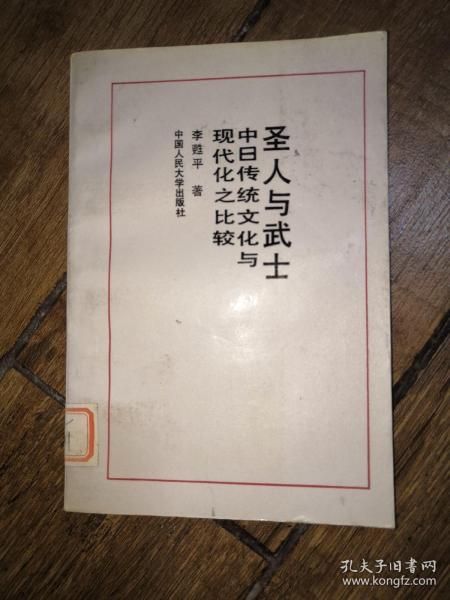 圣人与武士
中日传统文化与
现代化之比较
李甦平 著
中国人民大学出版社
孔夫子旧书网
www.kongfz.com